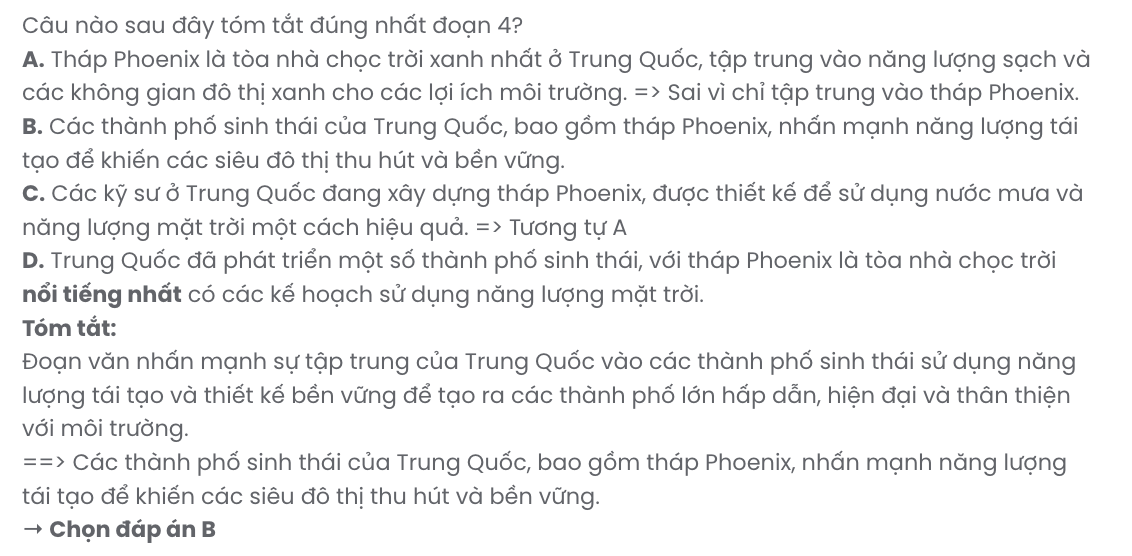 Câu nào sau đây tóm tắt đúng nhất đoạn 4?
A. Tháp Phoenix là tòa nhà chọc trời xanh nhất ở Trung Quốc, tập trung vào năng lượng sạch và
các không gian đô thị xanh cho các lợi ích môi trường. => Sai vì chỉ tập trung vào tháp Phoenix.
B. Các thành phố sinh thái của Trung Quốc, bao gồm tháp Phoenix, nhấn mạnh năng lượng tái
tạo để khiến các siêu đô thị thu hút và bền vững.
C. Các kỹ sư ở Trung Quốc đang xây dựng tháp Phoenix, được thiết kế để sử dụng nước mưa và
năng lượng mặt trời một cách hiệu quả. => Tương tự A
D. Trung Quốc đã phát triển một số thành phố sinh thái, với tháp Phoenix là tòa nhà chọc trời
nổi tiếng nhất có các kế hoạch sử dụng năng lượng mặt trời.
Tóm tắt:
Đoạn văn nhấn mạnh sự tập trung của Trung Quốc vào các thành phố sinh thái sử dụng năng
lượng tái tạo và thiết kế bền vững để tạo ra các thành phố lớn hấp dẫn, hiện đại và thân thiện
với môi trường.
==> Các thành phố sinh thái của Trung Quốc, bao gồm tháp Phoenix, nhấn mạnh năng lượng
tái tạo để khiến các siêu đô thị thu hút và bền vững.
→ Chọn đáp án B